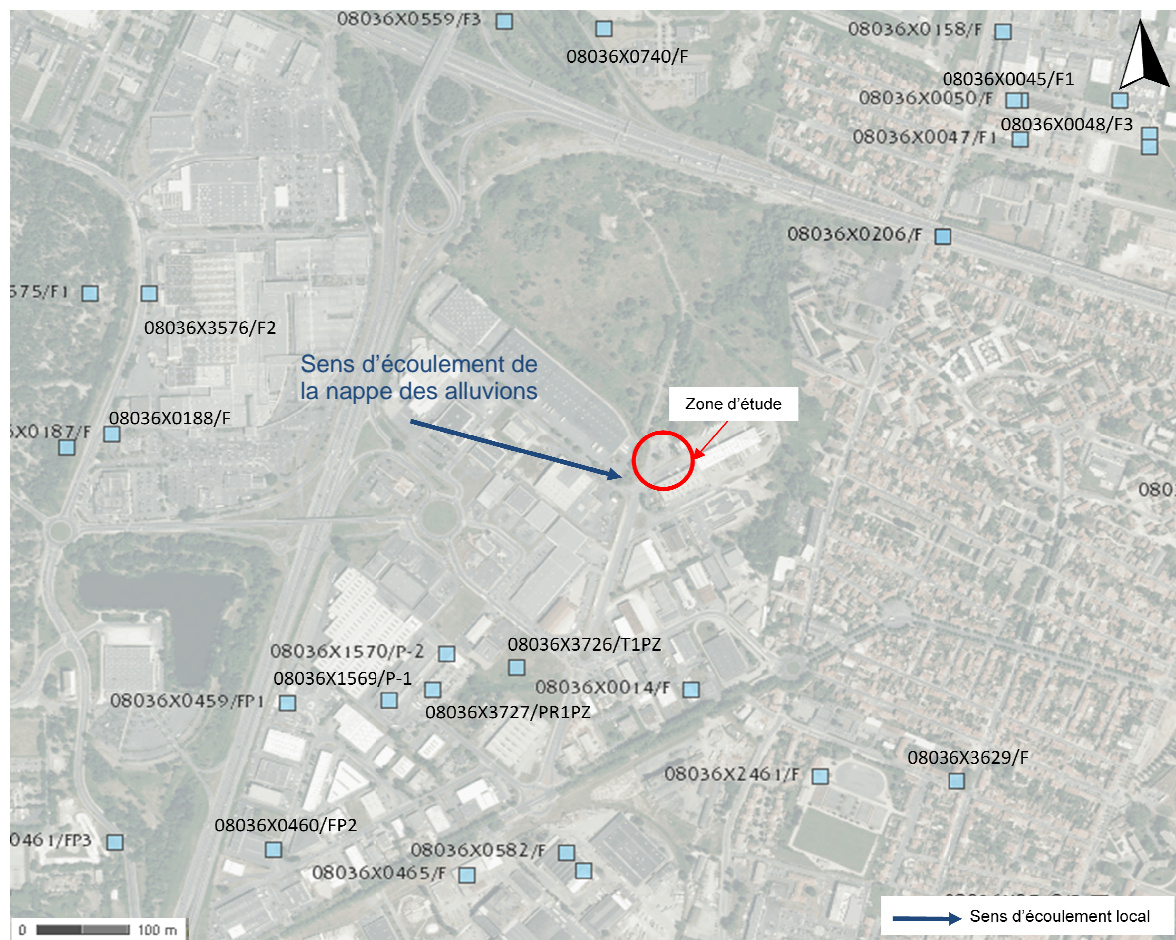 08036X0559/F3
08036X0740/F
08036X0158/F
08036X0045/F1
08036X0050/F
08036X0048/F3
08036X0047/F1
08036X0206/F
575/F1
08036X3576/F2
Sens d'écoulement de
la nappe des alluvions
Zone d'étude
08036X0188/F
X0187/F
080
08036X3726/T1PZ
08036X1570/P-2
08036X1569/P-1
08036X0014/F
08036X0459/FP1
08036X3727/PR1PZ
08036X3629/F
08036X2461/F
08036X0460/FP2
0461/FP3
08036X0582/F
08036X0465/F
Sens d'écoulement local
0 100 m